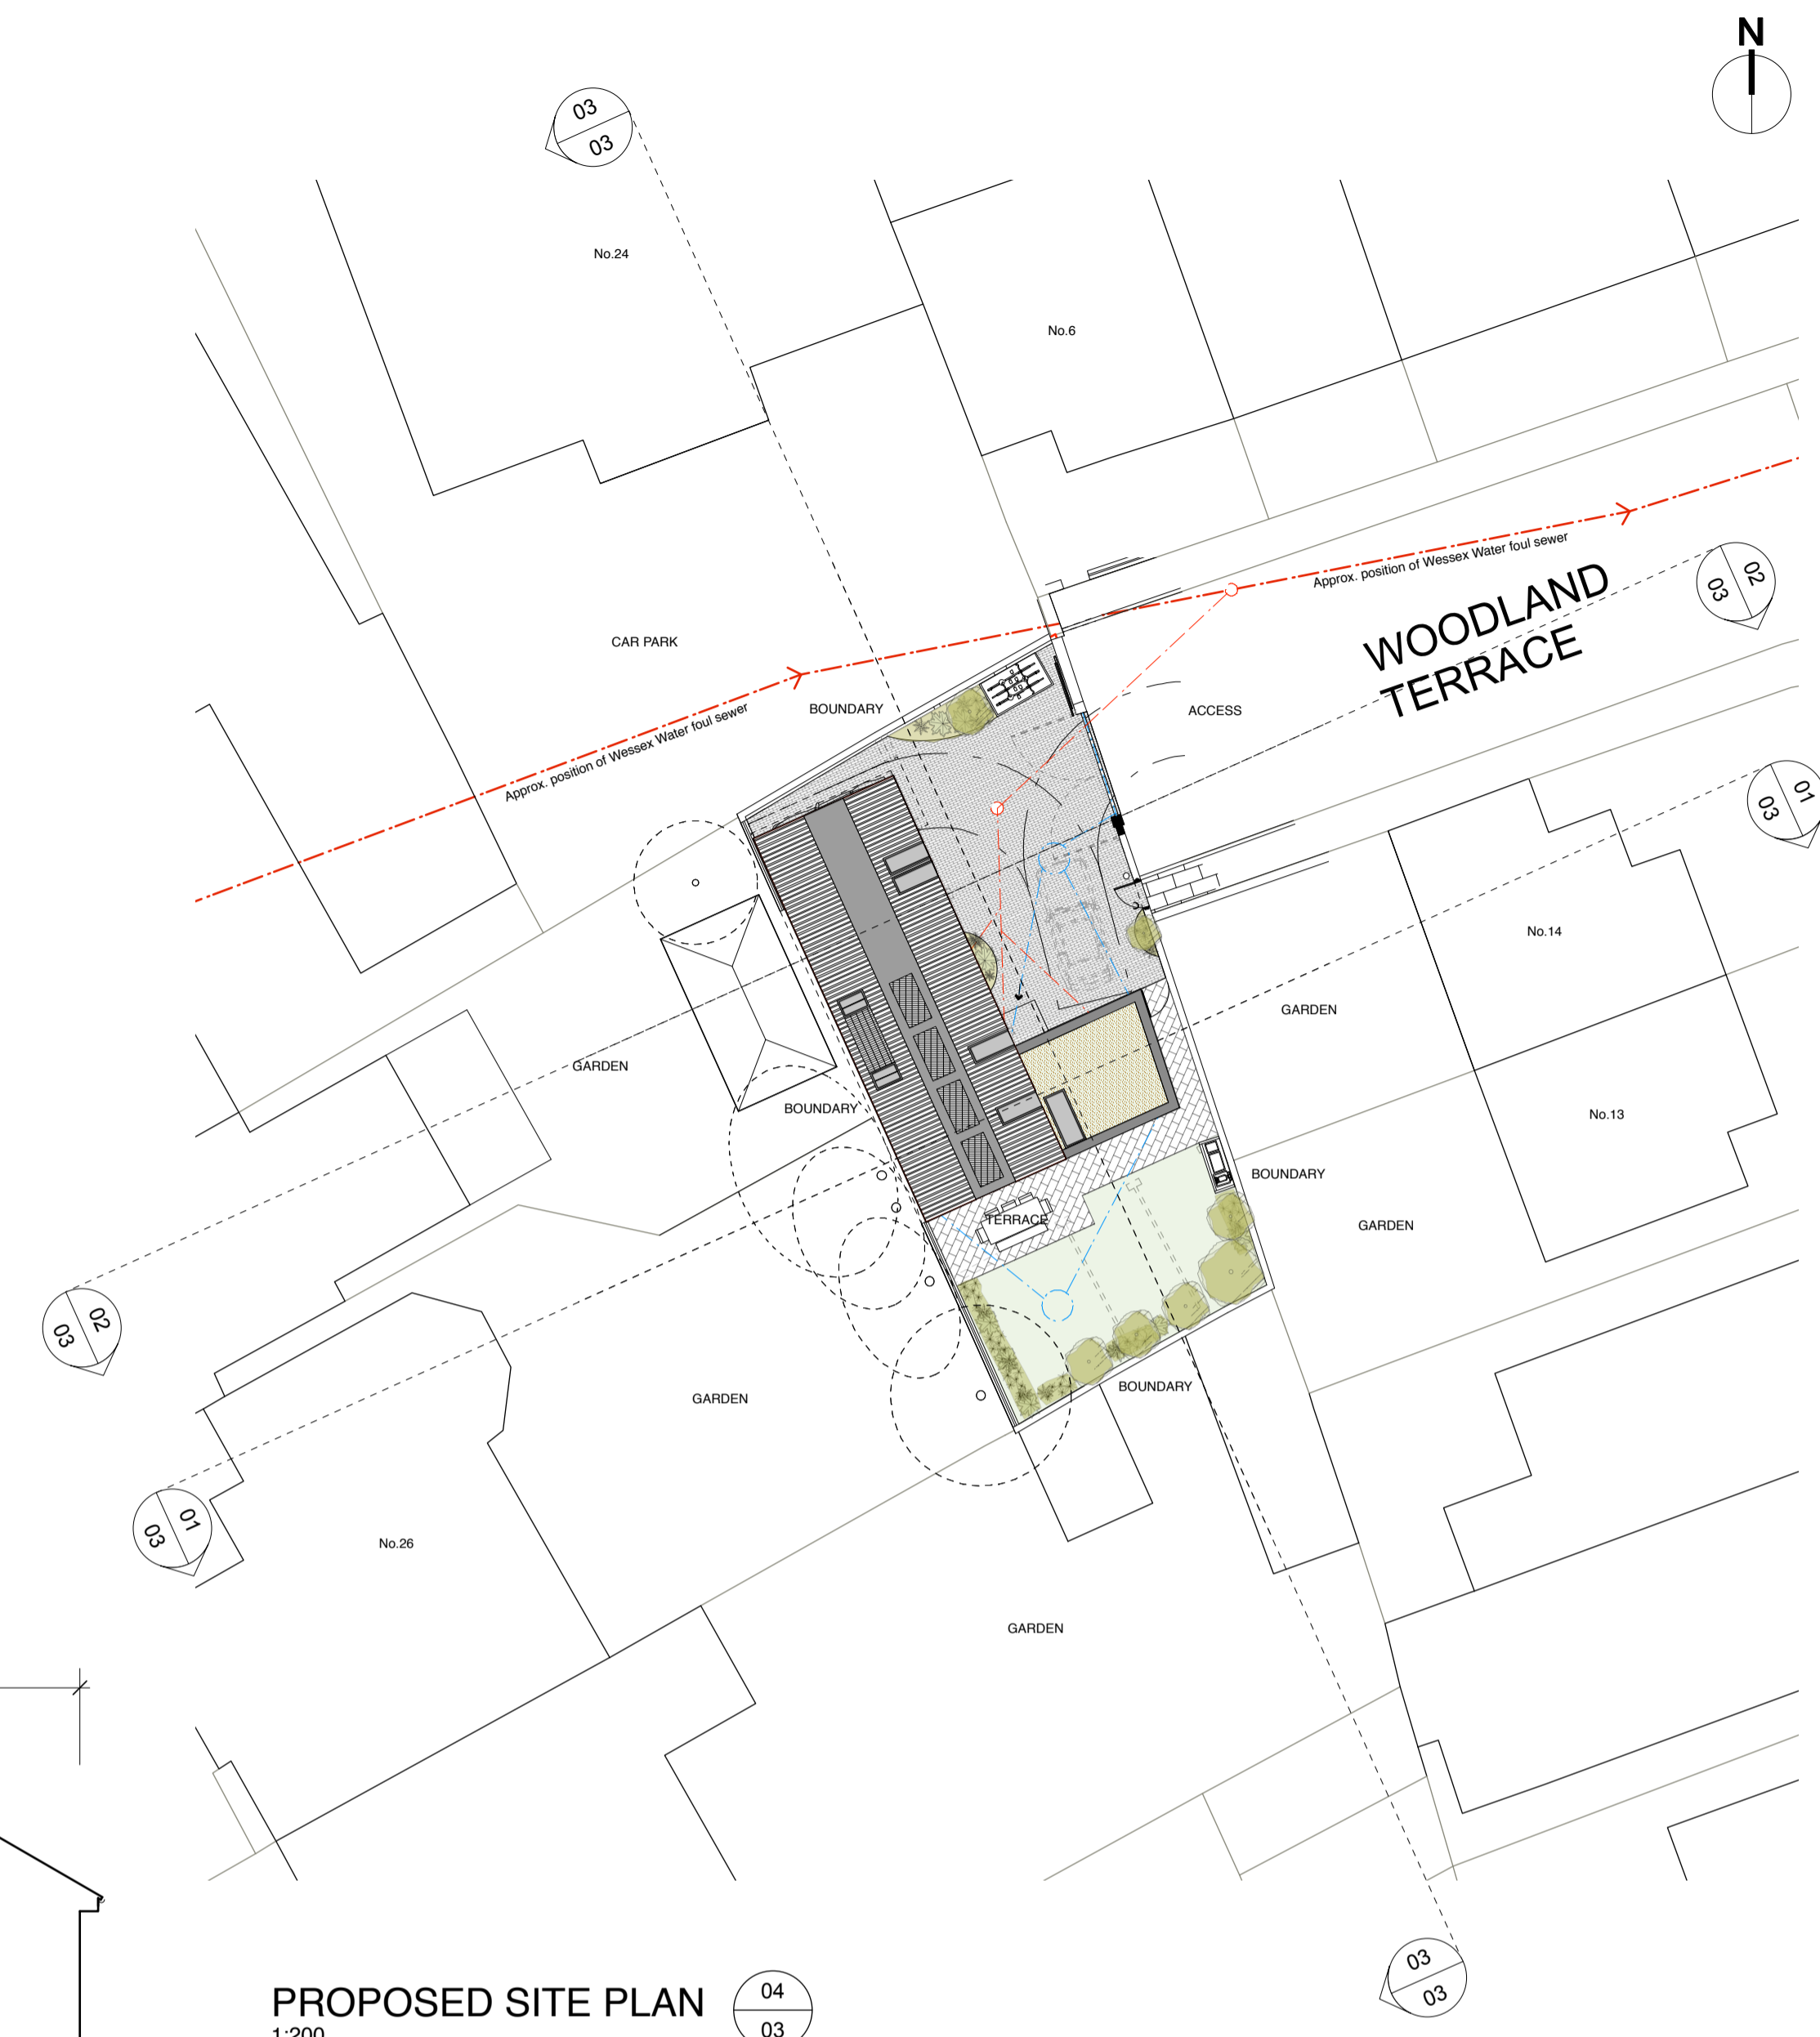 N
03
03
No.24
No.6
Approx. position of Wessex Water foul sewer
WOODLAND
TERRACE
02
03
CAR PARK
BOUNDARY
ACCESS
Approx. position of Wessex Water foul sewer
01
03
No.14
GARDEN
GARDEN
BOUNDARY
No.13
BOUNDARY
TERRACE
GARDEN
02
03
GARDEN
BOUNDARY
01
03
No.26
GARDEN
03
03
PROPOSED SITE PLAN
1:200
04
03